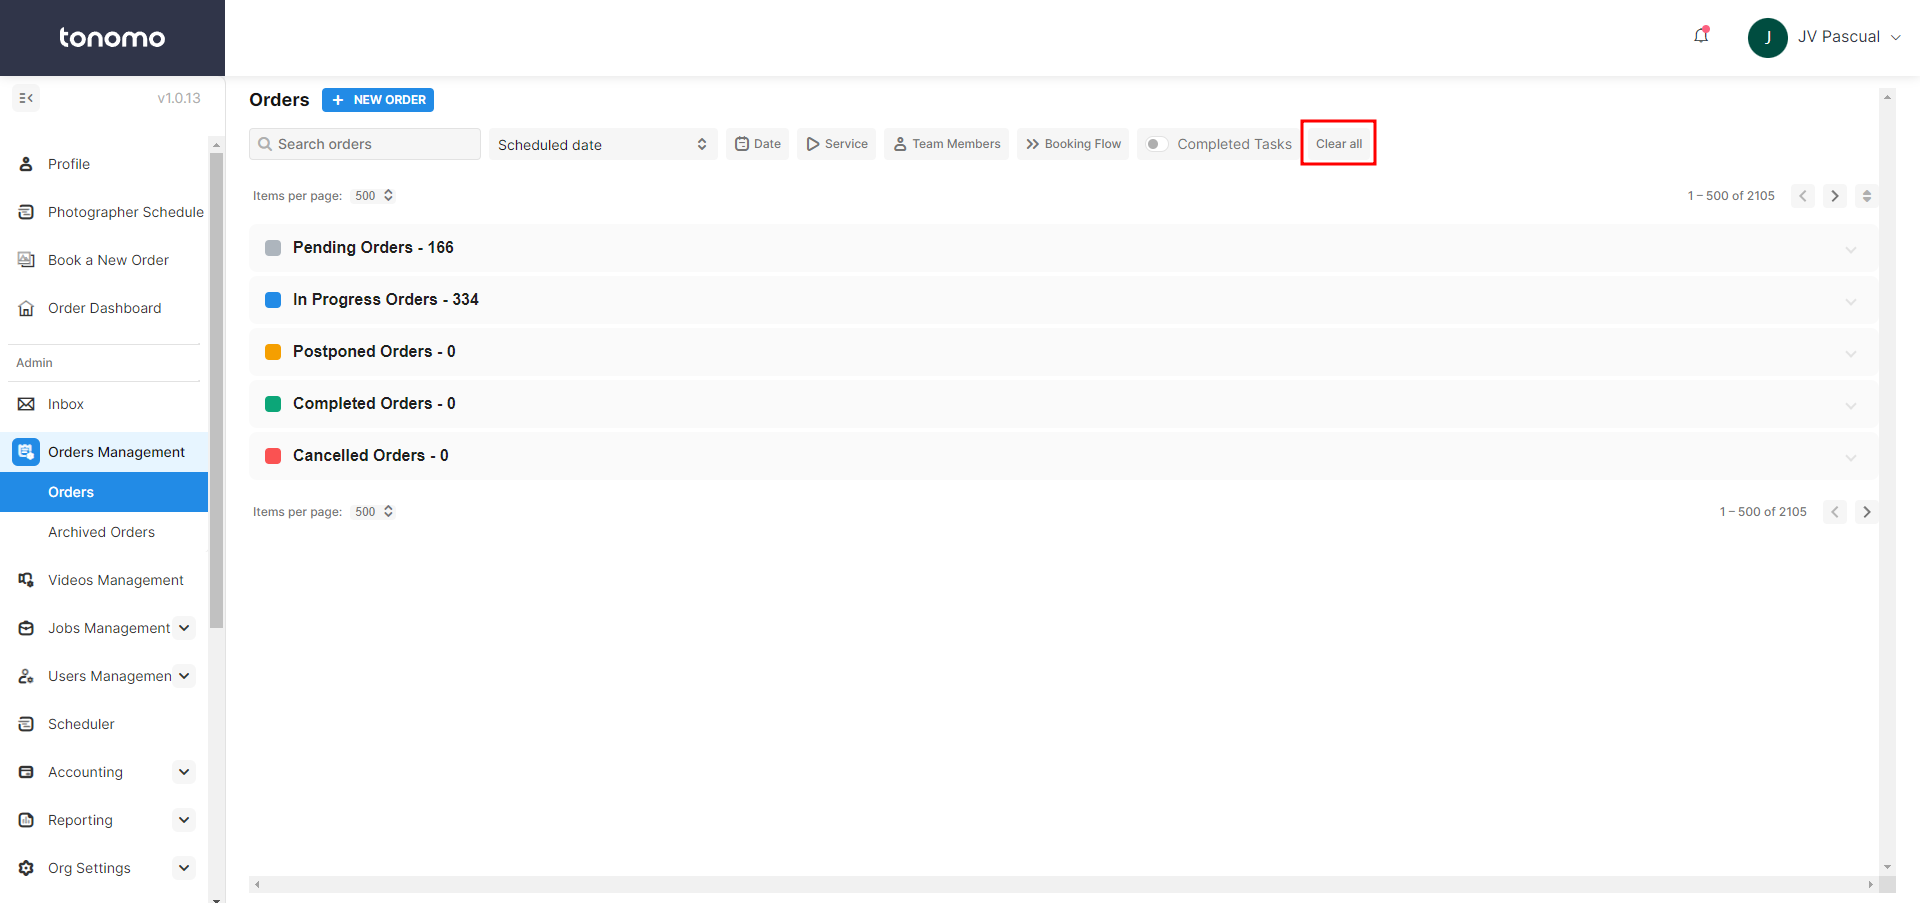 tonomo
J
JV Pascual
v1.0.13
Profile
Photographer Schedule
Book a New Order
Order Dashboard
Admin
Inbox
Orders Management
Orders
Archived Orders
Videos Management
Jobs Management
Users Managemen
Scheduler
Accounting
Reporting
Org Settings
Orders
+ NEW ORDER
Search orders
Scheduled date
Date
Service
Team Members
Booking Flow
Completed Tasks
Clear all
Items per page: 500
1 – 500 of 2105
Pending Orders - 166
In Progress Orders - 334
Postponed Orders - 0
Completed Orders - 0
Cancelled Orders - 0
Items per page: 500
1 – 500 of 2105